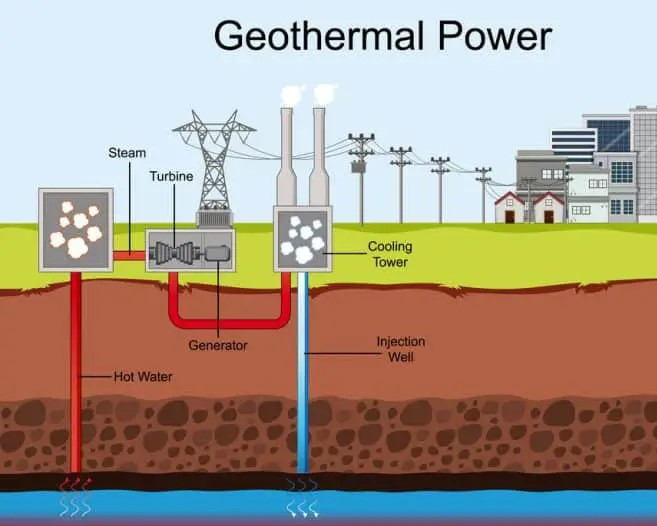 Geothermal Power
Steam
Turbine
Cooling
Tower
Generator
Injection
Well
Hot Water